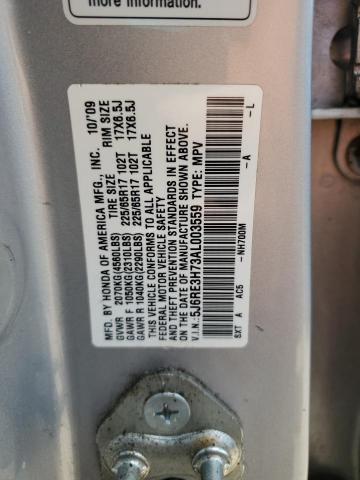 more information.
MFD. BY HONDA OF AMERICA MFG., INC. 10/'09
TIRE SIZE RIM SIZE
GVWR 2070KG(4560LBS)
GAWR F 1050KG(2310LBS) 225/65R17 102T 17X6.5J
GAWR R 1040KG(2290LBS) 225/65R17 102T 17X6.5J
THIS VEHICLE CONFORMS TO ALL APPLICABLE
FEDERAL MOTOR VEHICLE SAFETY
AND THEFT PREVENTION STANDARDS IN EFFECT
ON THE DATE OF MANUFACTURE SHOWN ABOVE.
V.I.N.:5J6RE3H73AL003559 TYPE: MPV
SXT A AC5 -NH700M -A -L